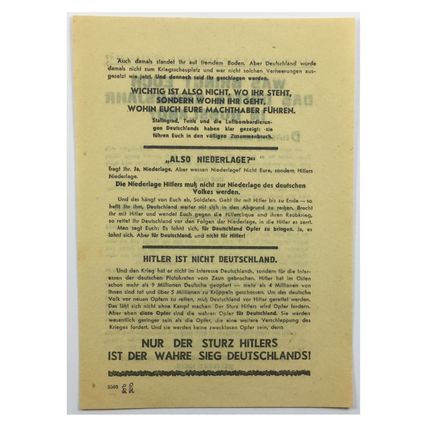 Auch damals standet Ihr auf fremdem Boden. Aber Deutschland wurde
damals nicht zum Kriegsschauplatz und war nicht solchen Verheerungen aus-
gesetzt wie jetzt. Und dennoch seid Ihr geschlagen worden.
WICHTIG IST ALSO NICHT, WO IHR STEHT,
SONDERN WOHIN IHR GEHT,
WOHIN EUCH EURE MACHTHABER FÜHREN.
Stalingrad, Tunis und die Luftbombardierun-
gen Deutschlands haben klar gezeigt: sie
führen Euch in den völligen Zusammenbruch.
„ALSO NIEDERLAGE?"
fragt Ihr. Ja, Niederlage. Aber wessen Niederlage? Nicht Eure, sondern Hitlers
Niederlage.
Die Niederlage Hitlers muß nicht zur Niederlage des deutschen
Volkes werden.
Und das hängt von Euch ab, Soldaten. Geht Ihr mit Hitler bis zu Ende — so
helft Ihr ihm, Deutschland weiter mit sich in den Abgrund zu reißen. Brecht
Ihr mit Hitler und wendet Euch gegen die Hitlerclique und ihren Raubkrieg,
so rettet Ihr Deutschland vor den Folgen der Niederlage, in die Hitler es zerrt.
Man sagt Euch: Es lohnt sich, für Deutschland Opfer zu bringen. Ja, es
lohnt sich. Aber für Deutschland, und nicht für Hitler!
HITLER IST NICHT DEUTSCHLAND.
Und den Krieg hat er nicht im Interesse Deutschlands, sondern für die Inter-
essen der deutschen Plutokraten vom Zaun gebrochen. Hitler hat im Osten
schon mehr als 9 Millionen Deutsche geopfert — mehr als 4 Millionen von
ihnen sind tot und über 5 Millionen zu Krüppeln geschossen. Um das deutsche
Volk vor neuen Opfern zu retten, muß Deutschland vor Hitler gerettet werden.
Das läßt sich nicht ohne Kampf machen. Der Sturz Hitlers wird Opfer fordern.
Aber eben diese Opfer sind die wahren Opfer für Deutschland. Sie werden
wesentlich geringer sein als die Opfer, die eine weitere Verschleppung des
Krieges fordert. Und sie werden keine zwecklosen Opfer sein, denn
NUR DER STURZ HITLERS
IST DER WAHRE SIEG DEUTSCHLANDS!